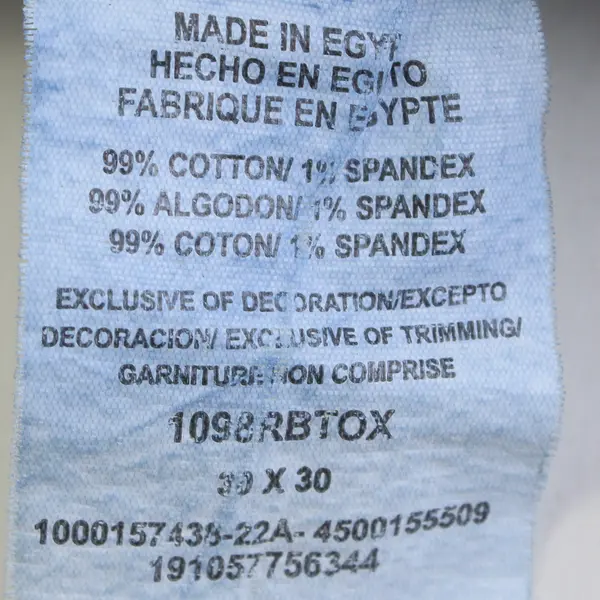 MADE IN EGYPT
HECHO EN EGITO
FABRIQUE EN EGYPTE
99% COTTON/ 1% SPANDEX
99% ALGODON/ 1% SPANDEX
99% COTON/ 1% SPANDEX
EXCLUSIVE OF DECORATION/EXCEPTO
DECORACION/ EXCLUSIVE OF TRIMMING/
GARNITURE NON COMPRISE
1098RBTOX
X 30
1000157438-22A- 4500155509
191057756344